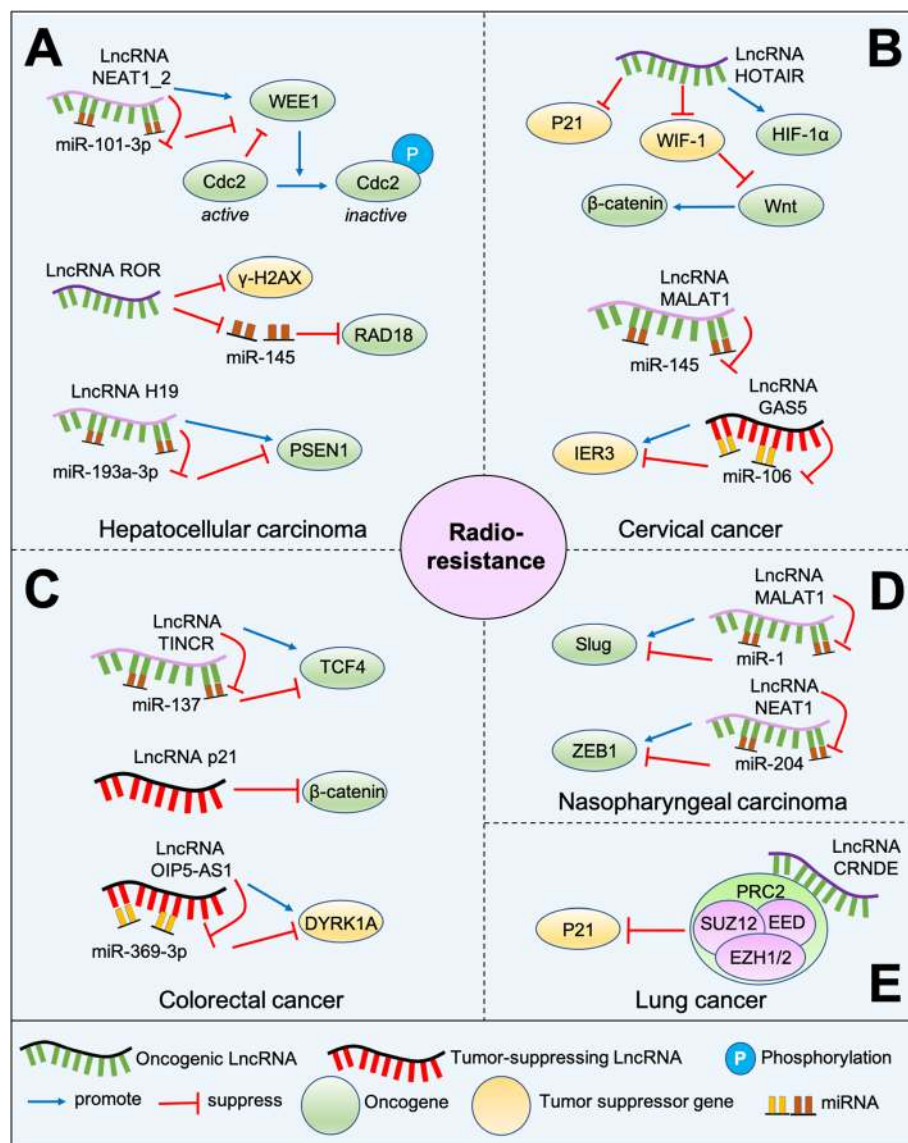 A
LncRNA
NEAT1_2
miR-101-3p
WEE1
P
Cdc2
active
Cdc2
inactive
LncRNA ROR
γ-H2AX
miR-145
RAD18
LncRNA H19
miR-193a-3p
PSEN1
Hepatocellular carcinoma
B
LncRNA
HOTAIR
P21
WIF-1
HIF-1α
β-catenin
Wnt
LncRNA
MALAT1
miR-145
LncRNA
GAS5
IER3
miR-106
Cervical cancer
Radio-
resistance
C
LncRNA
TINCR
miR-137
TCF4
LncRNA p21
β-catenin
LncRNA
OIP5-AS1
miR-369-3p
DYRK1A
Colorectal cancer
D
LncRNA
MALAT1
Slug
miR-1
LncRNA
NEAT1
ZEB1
miR-204
Nasopharyngeal carcinoma
LncRNA
CRNDE
PRC2
SUZ12 EED
EZH1/2
P21
Lung cancer
E
Oncogenic LncRNA
Tumor-suppressing LncRNA
P Phosphorylation
promote
suppress
Oncogene
Tumor suppressor gene
miRNA